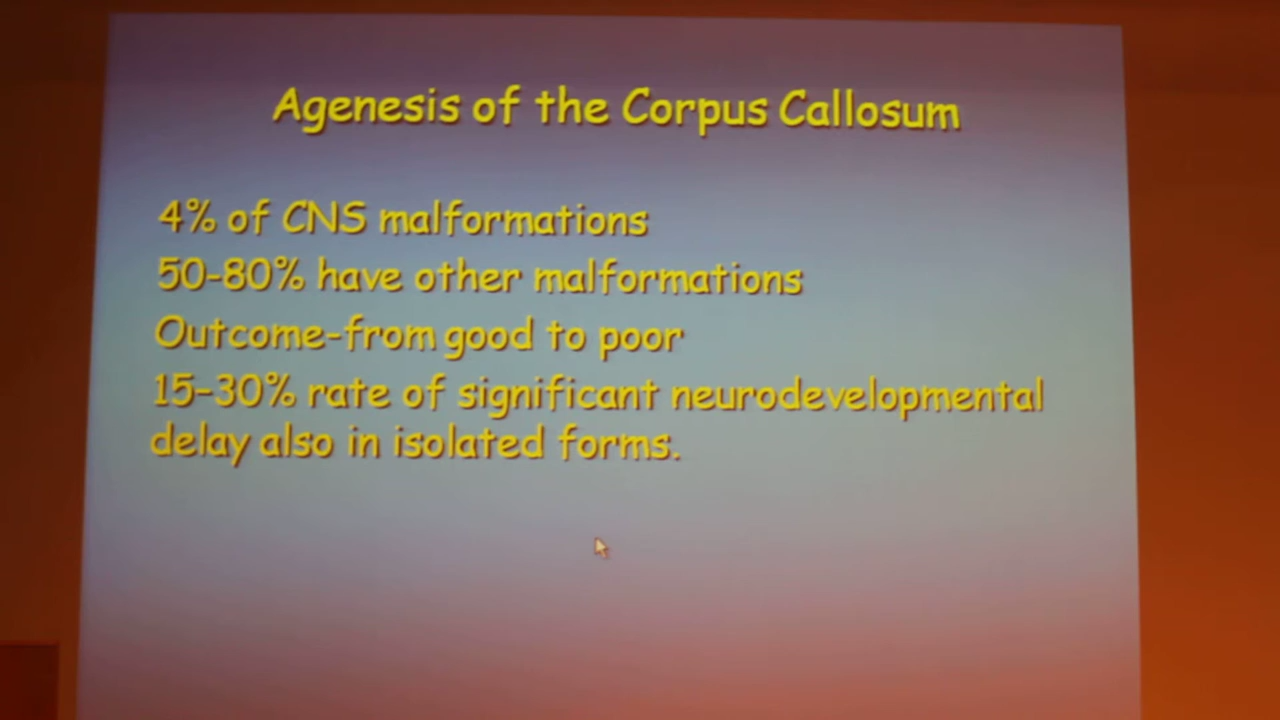 Agenesis of the Corpus Callosum
4% of CNS malformations
50-80% have other malformations
Outcome-from good to poor
15-30% rate of significant neurodevelopmental
delay also in isolated forms.